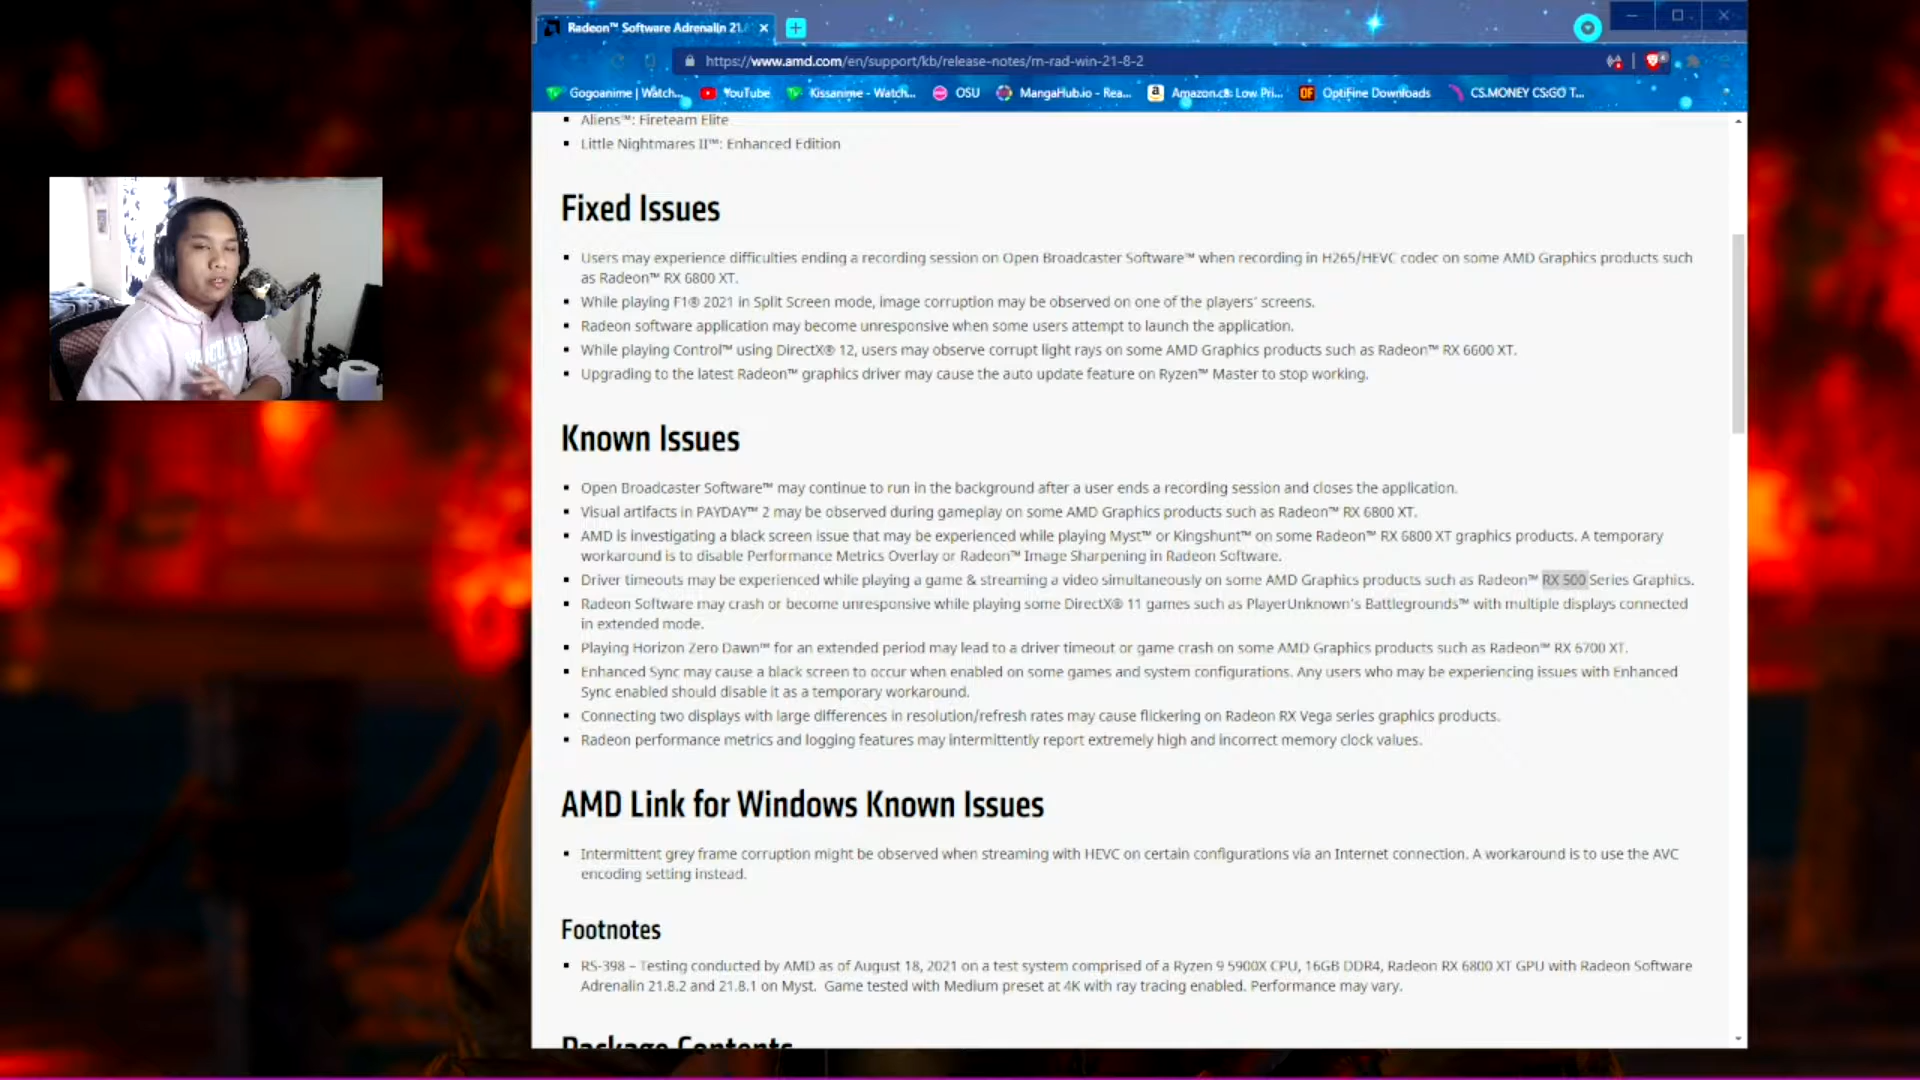 Radeon™ Software Adrenalin 21.
https://www.amd.com/en/support/kb/release-notes/rn-rad-win-21-8-2
Gogoanime | Watch... YouTube Kissanime - Watch... OSU MangaHub.io - Rea... Amazon.ca: Low Pri... OptiFine Downloads CS.MONEY CS:GO T...
Aliens™: Fireteam Elite
Little Nightmares II™: Enhanced Edition
Fixed Issues
Users may experience difficulties ending a recording session on Open Broadcaster Software™ when recording in H265/HEVC codec on some AMD Graphics products such
as Radeon™ RX 6800 XT.
While playing F1® 2021 in Split Screen mode, image corruption may be observed on one of the players' screens.
Radeon software application may become unresponsive when some users attempt to launch the application.
While playing Control™ using DirectX® 12, users may observe corrupt light rays on some AMD Graphics products such as Radeon™ RX 6600 XT.
Upgrading to the latest Radeon™ graphics driver may cause the auto update feature on Ryzen™ Master to stop working.
Known Issues
Open Broadcaster Software™ may continue to run in the background after a user ends a recording session and closes the application.
Visual artifacts in PAYDAY™ 2 may be observed during gameplay on some AMD Graphics products such as Radeon™ RX 6800 XT.
AMD is investigating a black screen issue that may be experienced while playing Myst™ or Kingshunt™ on some Radeon™ RX 6800 XT graphics products. A temporary
workaround is to disable Performance Metrics Overlay or Radeon™ Image Sharpening in Radeon Software.
Driver timeouts may be experienced while playing a game & streaming a video simultaneously on some AMD Graphics products such as Radeon™ RX 500 Series Graphics.
Radeon Software may crash or become unresponsive while playing some DirectX® 11 games such as PlayerUnknown's Battlegrounds™ with multiple displays connected
in extended mode.
Playing Horizon Zero Dawn™ for an extended period may lead to a driver timeout or game crash on some AMD Graphics products such as Radeon™ RX 6700 XT.
Enhanced Sync may cause a black screen to occur when enabled on some games and system configurations. Any users who may be experiencing issues with Enhanced
Sync enabled should disable it as a temporary workaround.
Connecting two displays with large differences in resolution/refresh rates may cause flickering on Radeon RX Vega series graphics products.
Radeon performance metrics and logging features may intermittently report extremely high and incorrect memory clock values.
AMD Link for Windows Known Issues
Intermittent grey frame corruption might be observed when streaming with HEVC on certain configurations via an Internet connection. A workaround is to use the AVC
encoding setting instead.
Footnotes
RS-398 – Testing conducted by AMD as of August 18, 2021 on a test system comprised of a Ryzen 9 5900X CPU, 16GB DDR4, Radeon RX 6800 XT GPU with Radeon Software
Adrenalin 21.8.2 and 21.8.1 on Myst. Game tested with Medium preset at 4K with ray tracing enabled. Performance may vary.
Package Contents